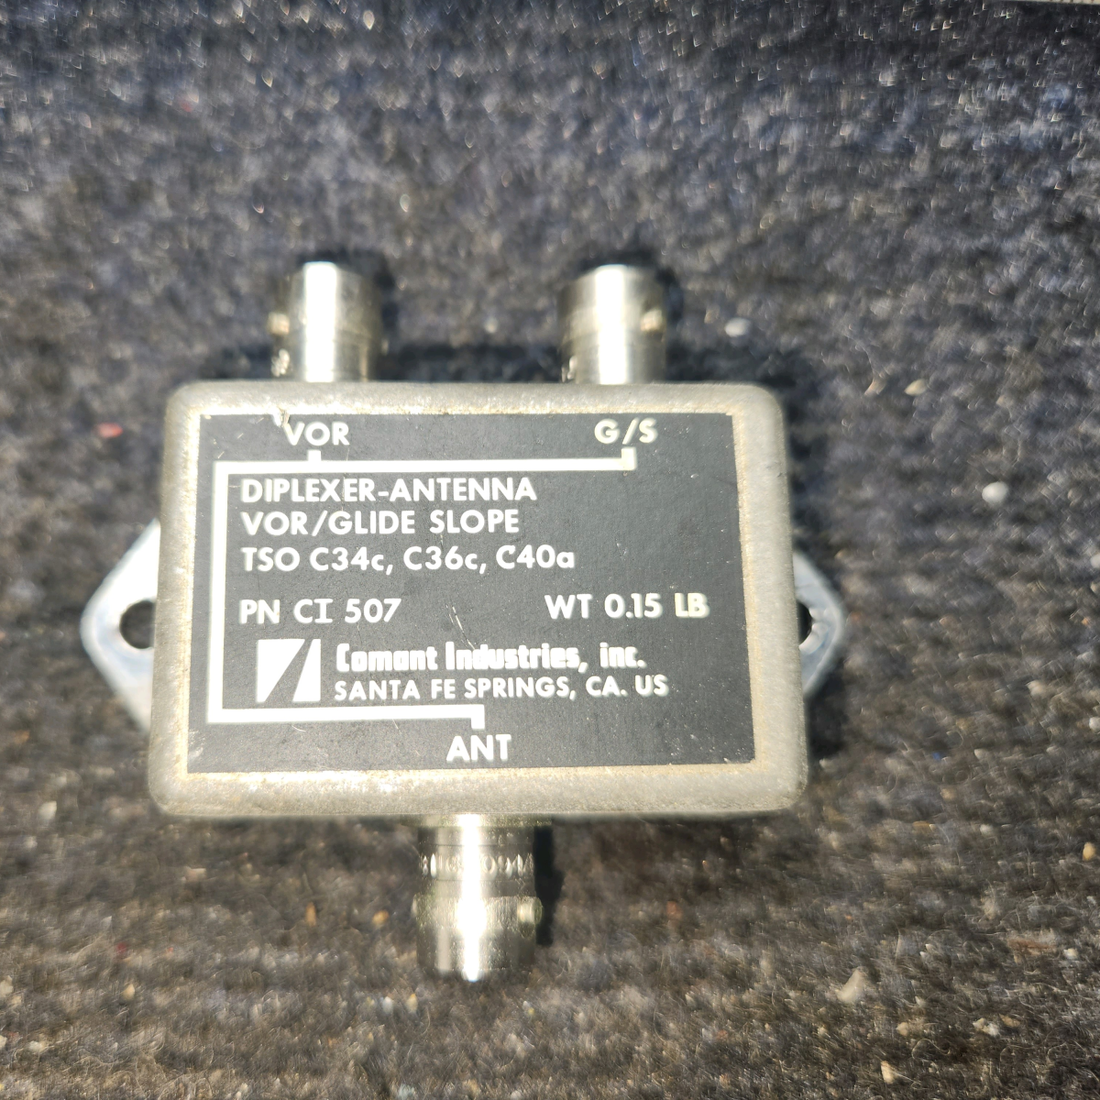 VOR G/S
DIPLEXER-ANTENNA
VOR/GLIDE SLOPE
TSO C34c, C36c, C40a
PN CI 507 WT 0.15 LB
Comant Industries, inc.
SANTA FE SPRINGS, CA. US
ANT